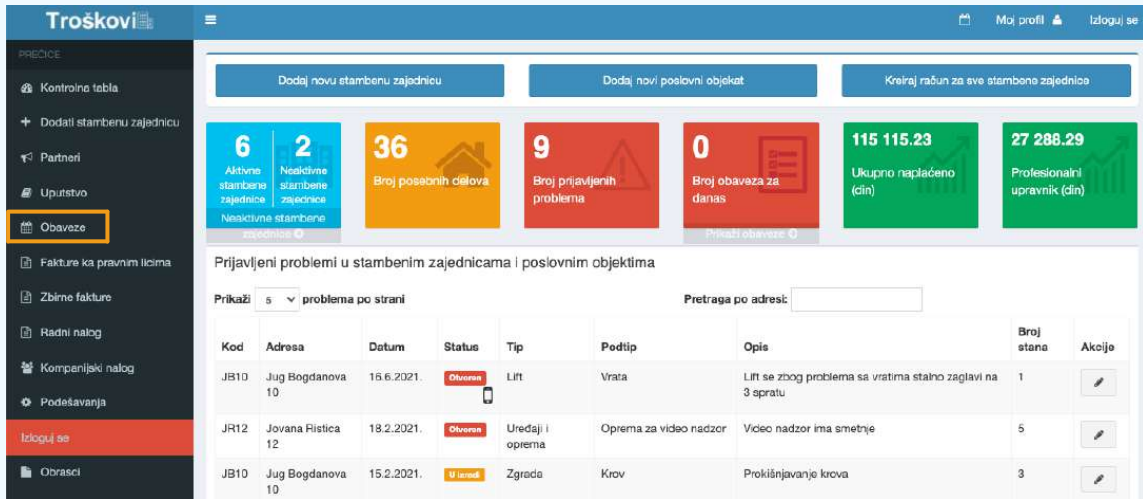 Troškovi
Moj profil
Izloguj se
PREČICE
Kontrolna tabla
Dodati stambenu zajednicu
Partneri
Uputstvo
Obaveze
Fakture ka pravnim licima
Zbirne fakture
Radni nalog
Kompanijski nalog
Podešavanja
Izloguj se
Obrasci
Dodaj novu stambenu zajednicu
Dodaj novi poslovni objekat
Kreiraj račun za sve stambene zajednice
6
Aktivne
stambene
zajednice
2
Neaktivne
stambene
zajednice
Neaktivne stambene
zajednice
36
Broj posebnih delova
9
Broj prijavljenih
problema
0
Broj obaveza za
danas
Prikaži obaveze
115 115.23
Ukupno naplaćeno
(din)
27 288.29
Profesionalni
upravnik (din)
Prijavljeni problemi u stambenim zajednicama i poslovnim objektima
Prikaži 5 problema po strani
Pretraga po adresi:
Kod Adresa Datum Status Tip Podtip Opis Broj stana Akcije
JB10 Jug Bogdanova 16.6.2021. Otvoren Lift Vrata Lift se zbog problema sa vratima stalno zaglavi na 1
10 3 spratu
JR12 Jovana Ristica 18.2.2021. Otvoren Uređaji i Oprema za video nadzor Video nadzor ima smetnje 5
12 oprema
JB10 Jug Bogdanova 15.2.2021. U izradi Zgrada Krov Prokišnjavanje krova 3
10